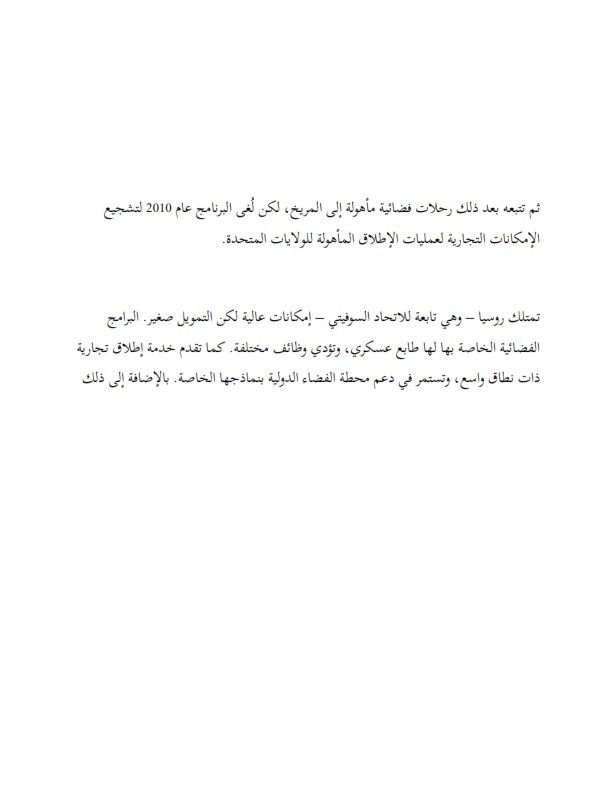 ثم تتبعه بعد ذلك رحلات فضائية مأهولة إلى المريخ، لكن لُغى البرنامج عام 2010 لتشجيع
الإمكانات التجارية لعمليات الإطلاق المأهولة للولايات المتحدة.
تمتلك روسيا – وهي تابعة للاتحاد السوفيتي – إمكانات عالية لكن التمويل صغير. البرامج
الفضائية الخاصة بها لها طابع عسكري، وتؤدي وظائف مختلفة. كما تقدم خدمة إطلاق تجارية
ذات نطاق واسع، وتستمر في دعم محطة الفضاء الدولية بنماذجها الخاصة. بالإضافة إلى ذلك